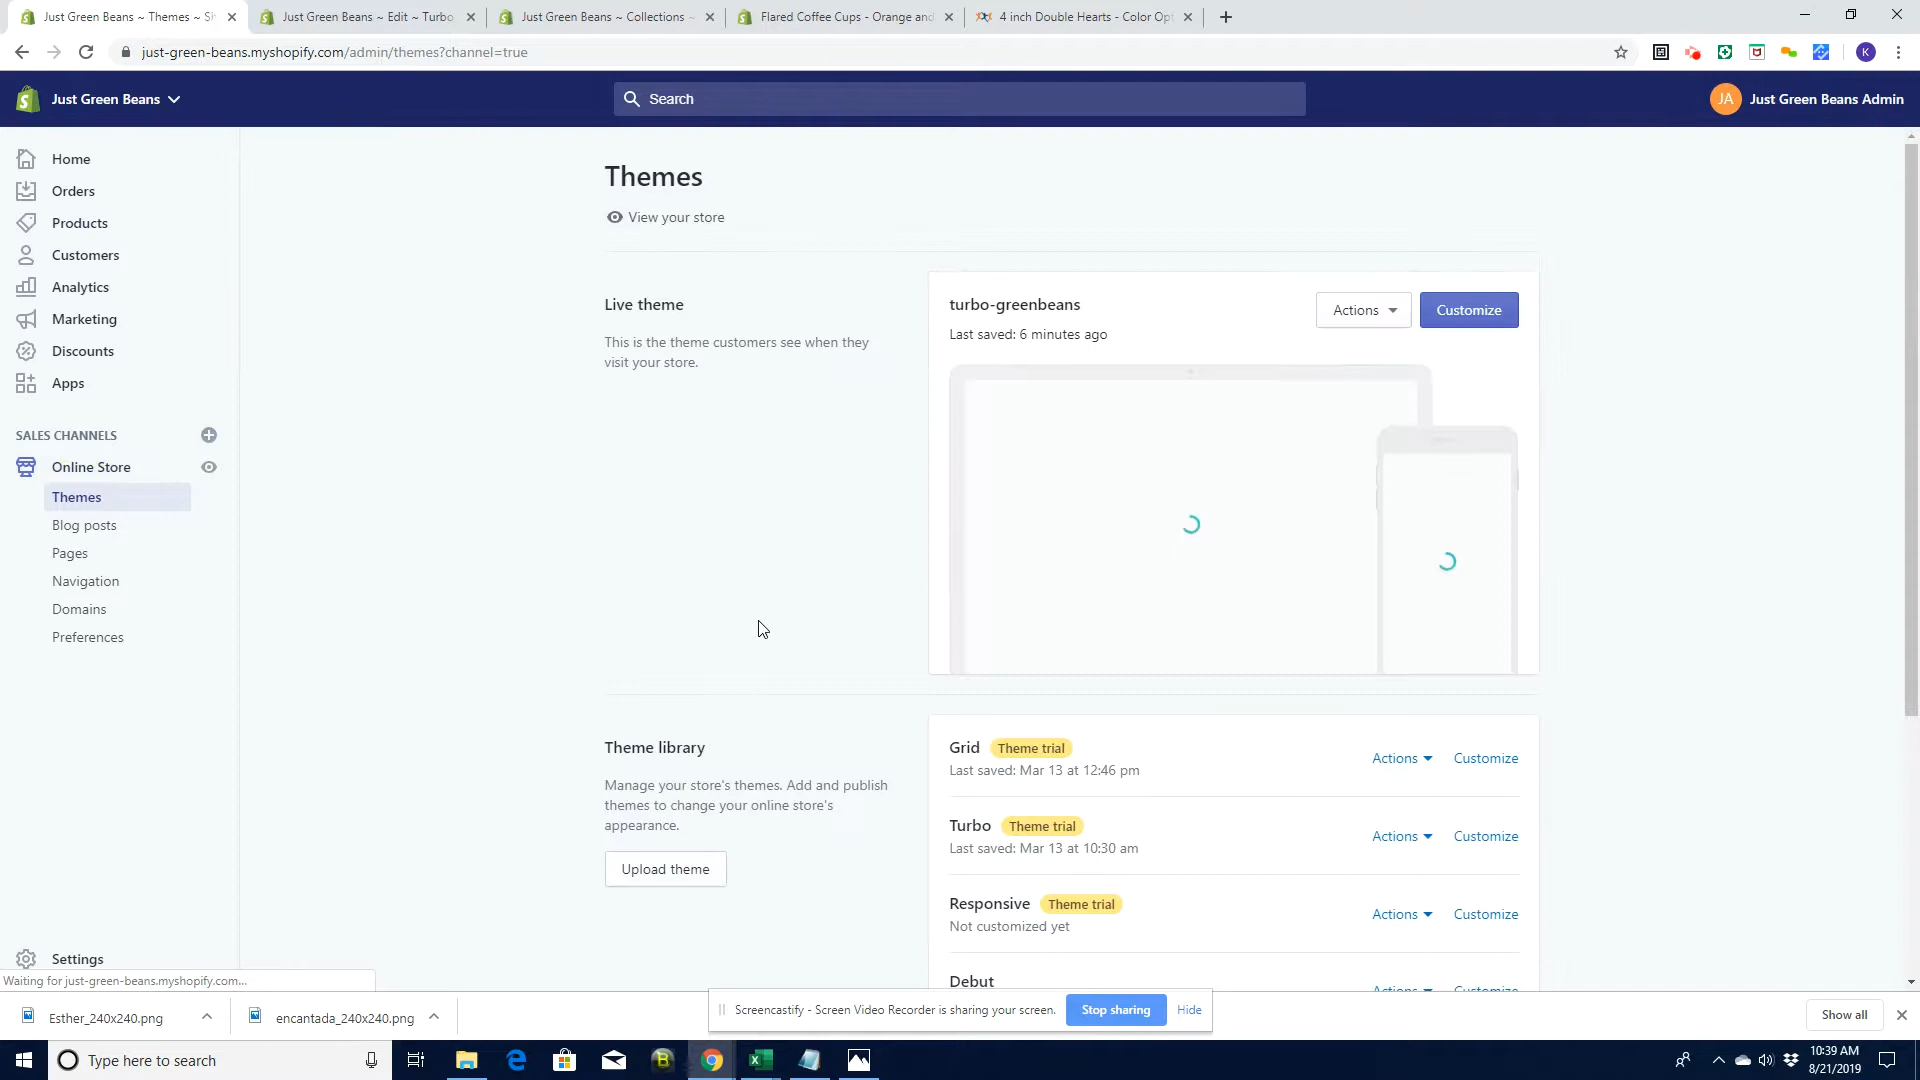 Just Green Beans ~ Themes ~ Sh
Just Green Beans ~ Edit ~ Turbo
Just Green Beans ~ Collections ~
Flared Coffee Cups - Orange and
4 inch Double Hearts - Color Opt
just-green-beans.myshopify.com/admin/themes?channel=true
K
Just Green Beans
Search
JA
Just Green Beans Admin
Home
Orders
Products
Customers
Analytics
Marketing
Discounts
Apps
SALES CHANNELS
Online Store
Themes
Blog posts
Pages
Navigation
Domains
Preferences
Settings
Themes
View your store
Live theme
This is the theme customers see when they
visit your store.
turbo-greenbeans
Last saved: 6 minutes ago
Actions
Customize
Theme library
Manage your store's themes. Add and publish
themes to change your online store's
appearance.
Upload theme
Grid Theme trial
Last saved: Mar 13 at 12:46 pm
Actions Customize
Turbo Theme trial
Last saved: Mar 13 at 10:30 am
Actions Customize
Responsive Theme trial
Not customized yet
Actions Customize
Debut
Actions Customize
Waiting for just-green-beans.myshopify.com...
Esther_240x240.png
encantada_240x240.png
Screencastify - Screen Video Recorder is sharing your screen.
Stop sharing
Hide
Show all
Type here to search
10:39 AM
8/21/2019